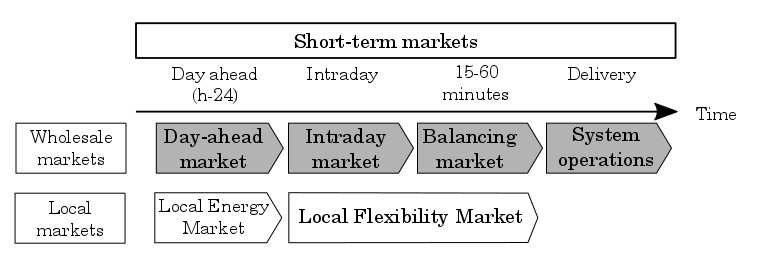 Short-term markets
Day ahead
(h-24)
Intraday
15-60
minutes
Delivery
Time
Wholesale
markets
Day-ahead
market
Intraday
market
Balancing
market
System
operations
Local
markets
Local Energy
Market
Local Flexibility Market